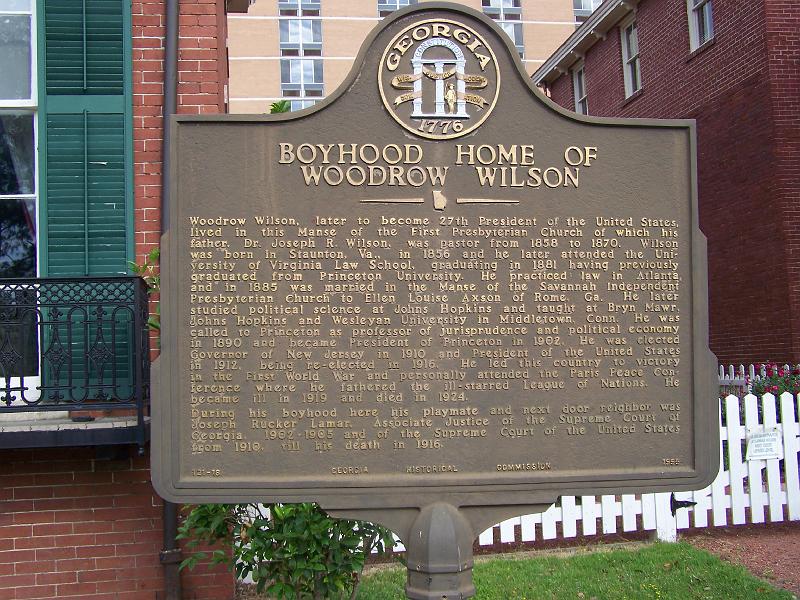 GEORGIA
CONSTITUTION
1776
BOYHOOD HOME OF
WOODROW WILSON
Woodrow Wilson, later to become 27th President of the United States,
lived in this Manse of the First Presbyterian Church of which his
father, Dr. Joseph R. Wilson, was pastor from 1858 to 1870. Wilson
was born in Staunton, Va., in 1856 and he later attended the Uni-
versity of Virginia Law School, graduating in 1881 having previously
graduated from Princeton University. He practiced law in Atlanta,
and in 1885 was married in the Manse of the Savannah Independent
Presbyterian Church to Ellen Louise Axson of Rome, Ga. He later
studied political science at Johns Hopkins and taught at Bryn Mawr,
Johns Hopkins and Wesleyan University in Middletown, Conn. He was
called to Princeton as professor of jurisprudence and political economy
in 1890 and became President of Princeton in 1902. He was elected
Governor of New Jersey in 1910 and President of the United States
in 1912, being re-elected in 1916. He led this country to victory
in the First World War and personally attended the Paris Peace Con-
ference where he fathered the ill-starred League of Nations. He
became ill in 1919 and died in 1924.
During his boyhood here his playmate and next door neighbor was
Joseph Rucker Lamar, Associate Justice of the Supreme Court of
Georgia, 1902-1905 and of the Supreme Court of the United States
from 1910, till his death in 1916.
121-18 GEORGIA HISTORICAL COMMISSION